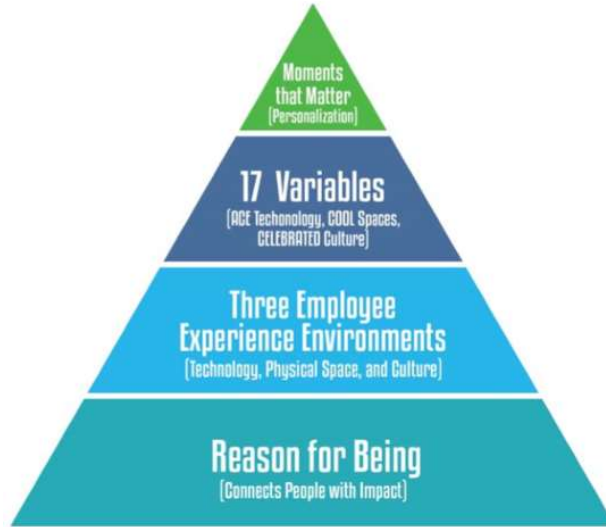 Moments
that Matter
(Personalization)
17 Variables
(ACE Techonology, COOL Spaces,
CELEBRATED Culture)
Three Employee
Experience Environments
(Technology, Physical Space, and Culture)
Reason for Being
(Connects People with Impact)